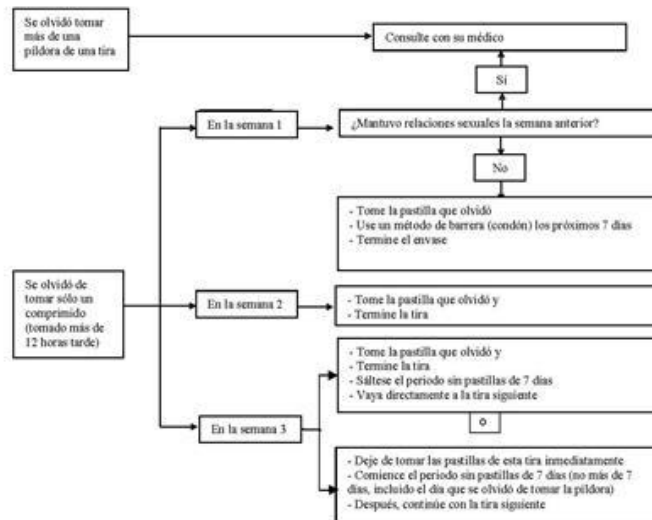 Se olvidó tomar
más de una
píldora de una tira
Consulte con su médico
Sí
En la semana 1
¿Mantuvo relaciones sexuales la semana anterior?
No
- Tome la pastilla que olvidó
- Use un método de barrera (condón) los próximos 7 días
- Termine el envase
Se olvidó de
tomar sólo un
comprimido
(tomado más de
12 horas tarde)
En la semana 2
- Tome la pastilla que olvidó y
- Termine la tira
En la semana 3
- Tome la pastilla que olvidó y
- Termine la tira
- Sáltese el periodo sin pastillas de 7 días
- Vaya directamente a la tira siguiente
o
- Deje de tomar las pastillas de esta tira inmediatamente
- Comience el periodo sin pastillas de 7 días (no más de 7
días, incluido el día que se olvidó de tomar la píldora)
- Después, continúe con la tira siguiente